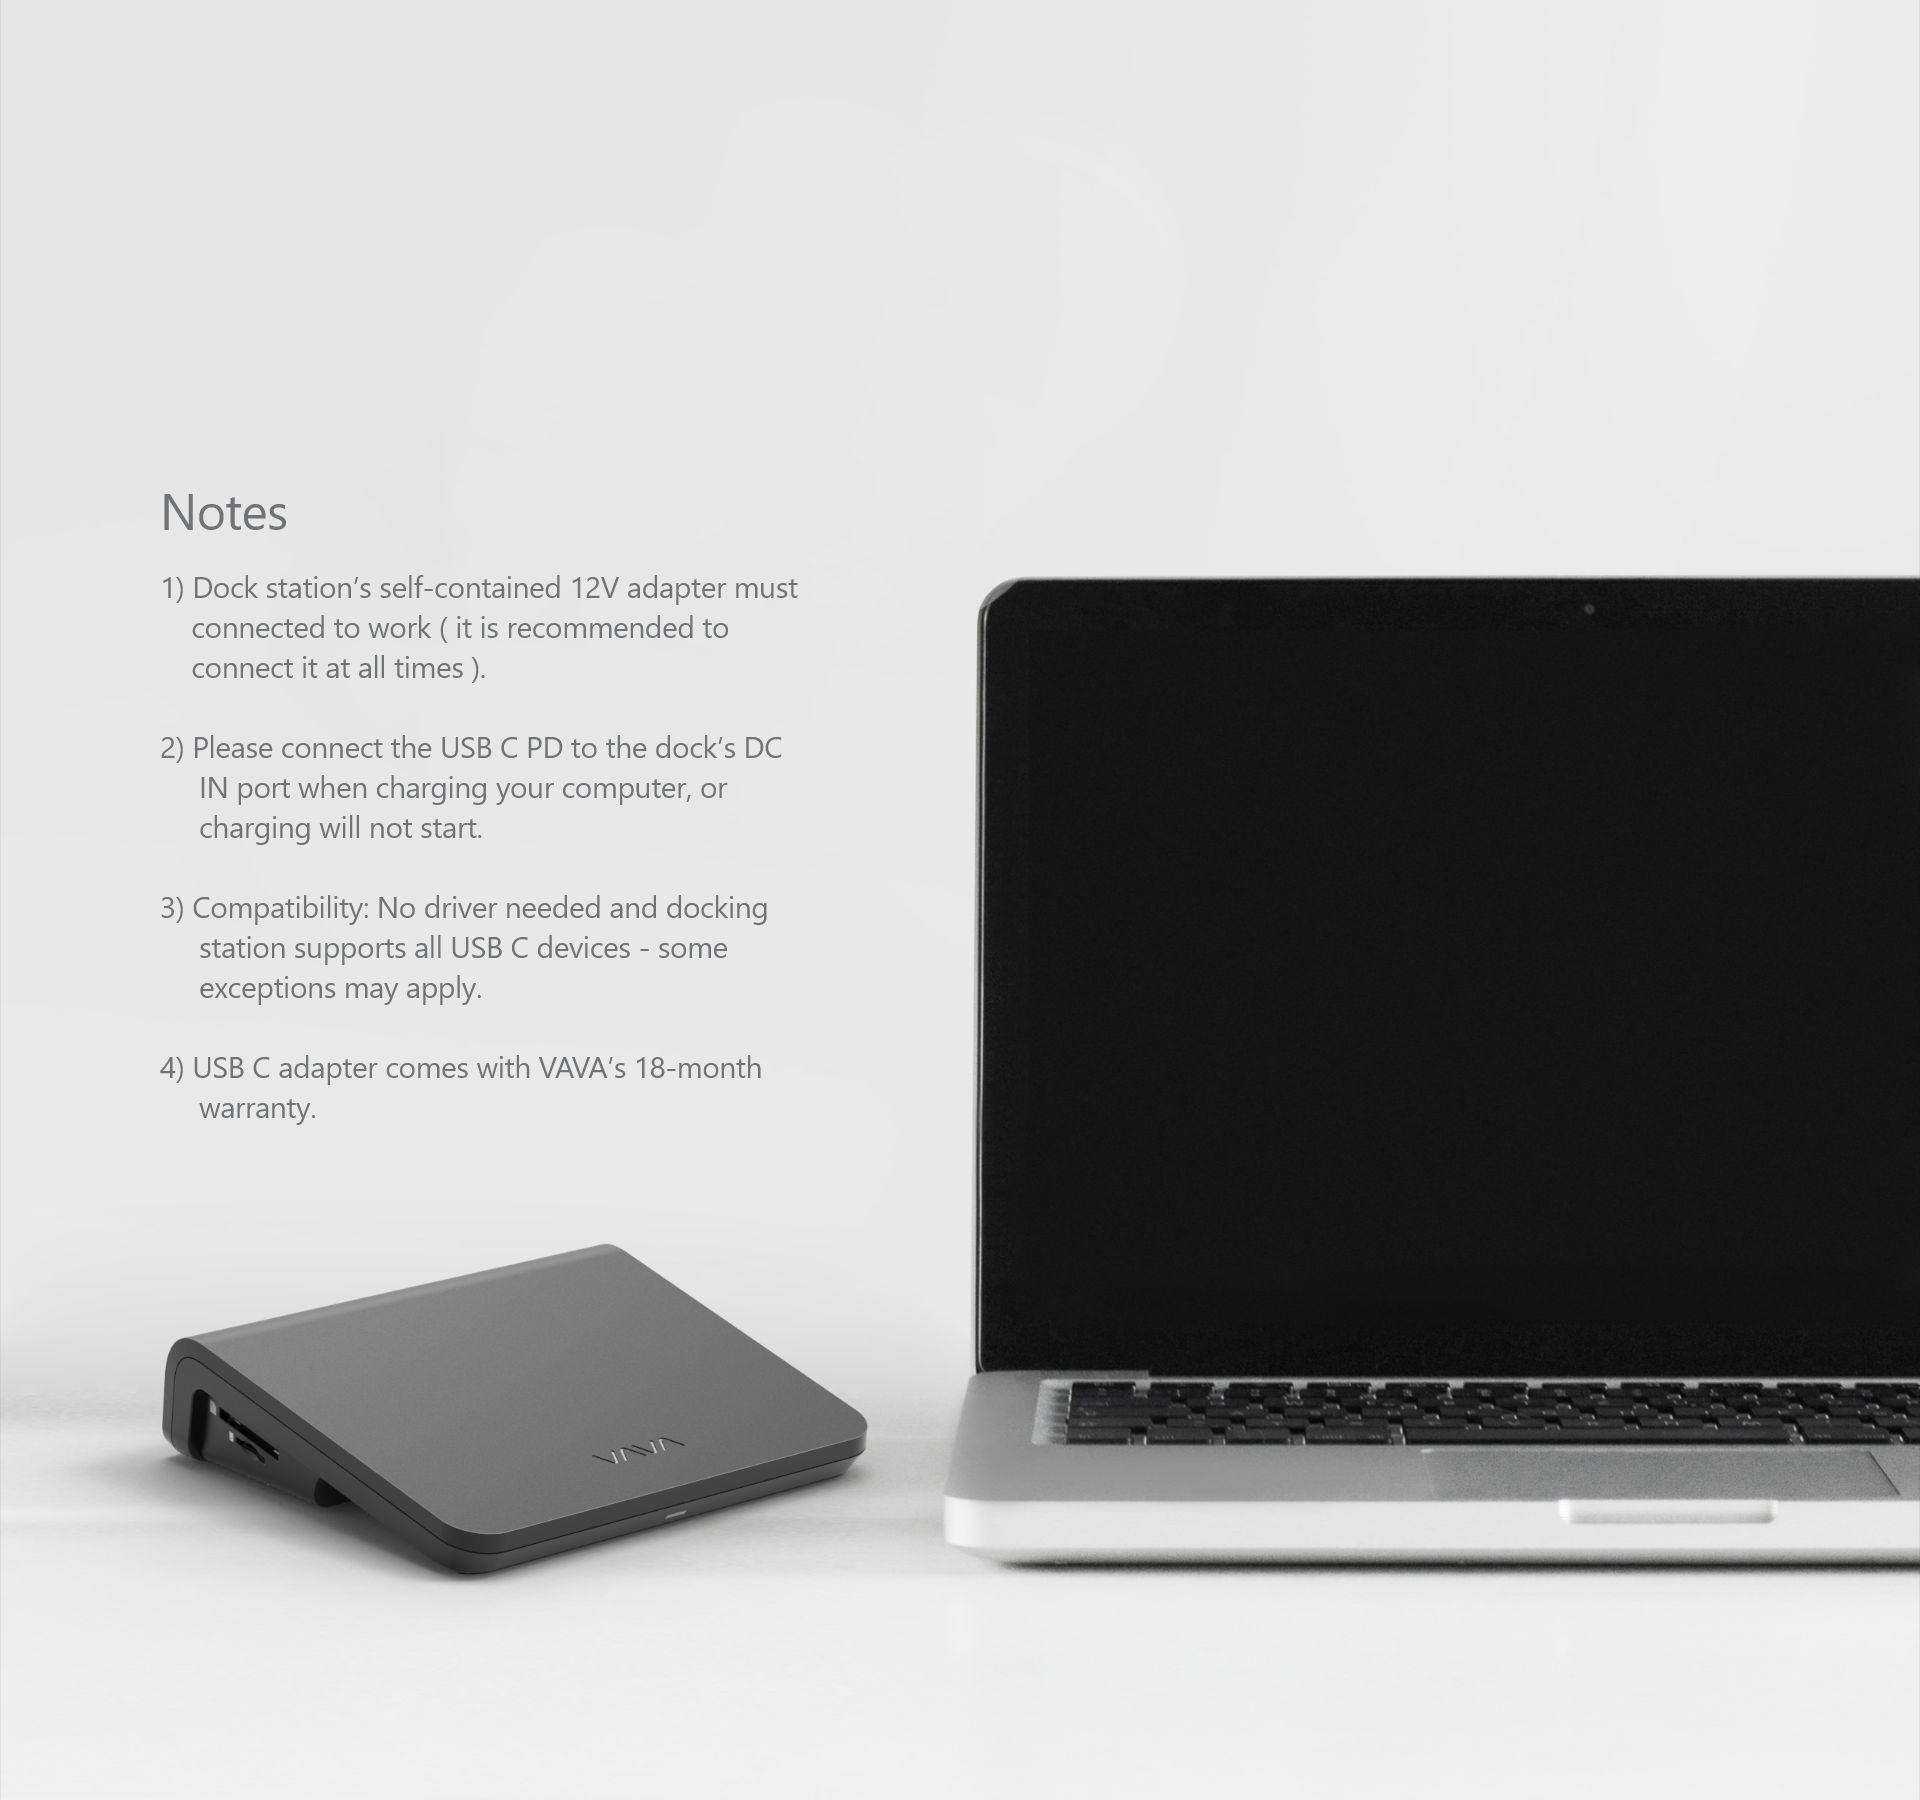 Notes
1) Dock station’s self-contained 12V adapter must
connected to work ( it is recommended to
connect it at all times ).
2) Please connect the USB C PD to the dock’s DC
IN port when charging your computer, or
charging will not start.
3) Compatibility: No driver needed and docking
station supports all USB C devices - some
exceptions may apply.
4) USB C adapter comes with VAVA’s 18-month
warranty.
VAVA